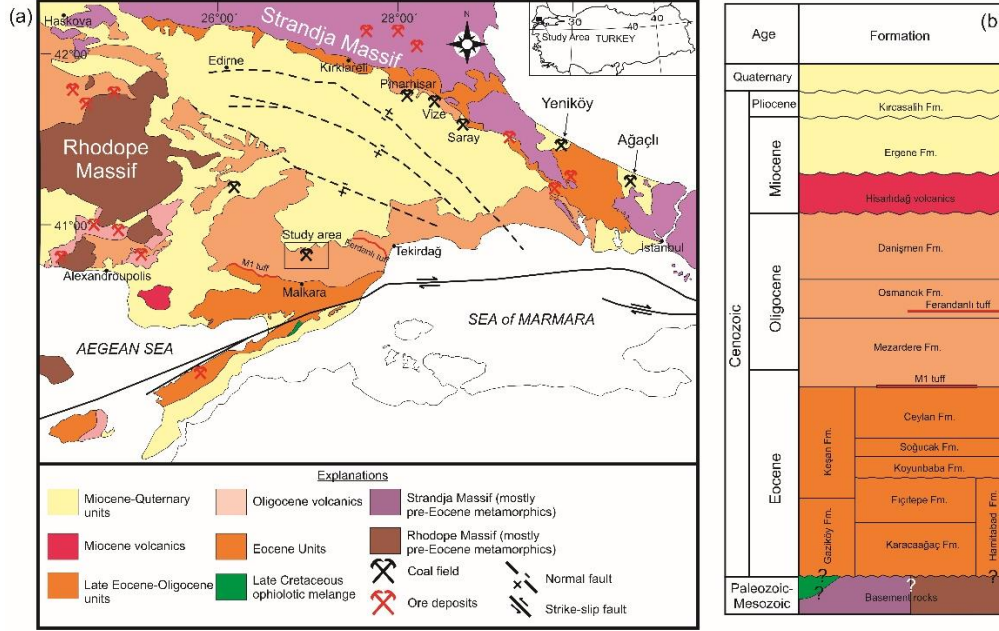 (a)
26°00'
28°00'
N
30
40
40
30
Study Area TURKEY
Haskova
Strandja Massif
42°00'
Edirne
Kirklareli
Pinarhisar
Vize
Saray
Yeniköy
Ağaçlı
Rhodope
Massif
41°00'
Study area
Kerdanlı tuff
Tekirdağ
İstanbul
M1 tuff
Alexandroupolis
Malkara
SEA of MARMARA
AEGEAN SEA
Explanations
Miocene-Quternary
units
Oligocene volcanics
Strandja Massif (mostly
pre-Eocene metamorphics)
Miocene volcanics
Eocene Units
Rhodope Massif (mostly
pre-Eocene metamorphics)
Late Eocene-Oligocene
units
Late Cretaceous
ophiolotic melange
Coal field
Ore deposits
Normal fault
Strike-slip fault
(b)
Age
Formation
Quaternary
Cenozoic
Pliocene
Kırcasalih Fm.
Miocene
Ergene Fm.
Hisarlıdağ volcanics
Oligocene
Danişmen Fm.
Osmancık Fm.
Ferandanlı tuff
Mezardere Fm.
M1 tuff
Eocene
Keşan Fm.
Ceylan Fm.
Soğucak Fm.
Koyunbaba Fm.
Gaziköy Fm.
Fıçıtepe Fm.
Hamitabad Fm.
Karacaağaç Fm.
Paleozoic-
Mesozoic
?
?
?
?
Basement rocks